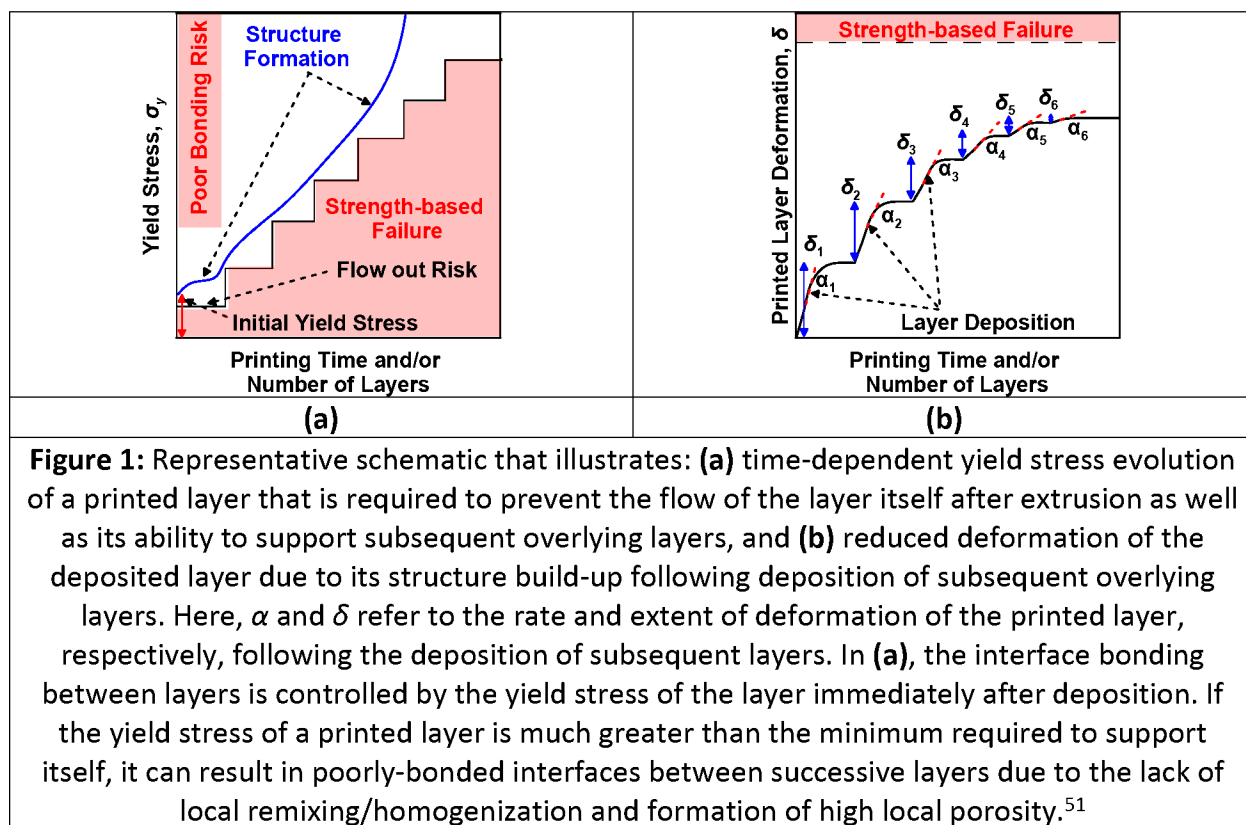 Yield Stress, σy
Poor Bonding Risk
Structure
Formation
Strength-based
Failure
Flow out Risk
Initial Yield Stress
Printing Time and/or
Number of Layers
(a)
Printed Layer Deformation, δ
Strength-based Failure
δ1
δ2
δ3
δ4
δ5
δ6
α1
α2
α3
α4
α5
α6
Layer Deposition
Printing Time and/or
Number of Layers
(b)
Figure 1: Representative schematic that illustrates: (a) time-dependent yield stress evolution
of a printed layer that is required to prevent the flow of the layer itself after extrusion as well
as its ability to support subsequent overlying layers, and (b) reduced deformation of the
deposited layer due to its structure build-up following deposition of subsequent overlying
layers. Here, α and δ refer to the rate and extent of deformation of the printed layer,
respectively, following the deposition of subsequent layers. In (a), the interface bonding
between layers is controlled by the yield stress of the layer immediately after deposition. If
the yield stress of a printed layer is much greater than the minimum required to support
itself, it can result in poorly-bonded interfaces between successive layers due to the lack of
local remixing/homogenization and formation of high local porosity.51